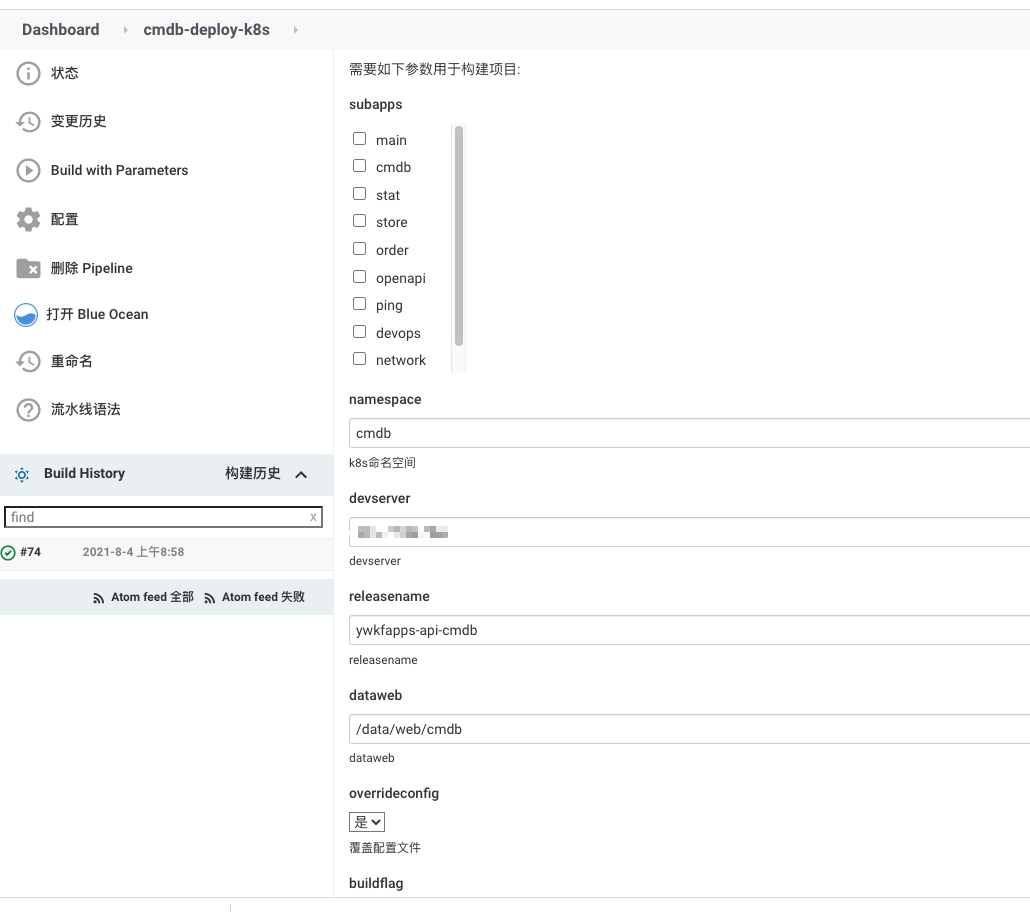 Dashboard cmdb-deploy-k8s
状态
变更历史
Build with Parameters
配置
删除 Pipeline
打开 Blue Ocean
重命名
流水线语法
Build History 构建历史
find x
#74 2021-8-4 上午8:58
Atom feed 全部 Atom feed 失败
需要如下参数用于构建项目:
subapps
main
cmdb
stat
store
order
openapi
ping
devops
network
namespace
cmdb
k8s命名空间
devserver
devserver
releasename
ywkfapps-api-cmdb
releasename
dataweb
/data/web/cmdb
dataweb
overrideconfig
是
覆盖配置文件
buildflag